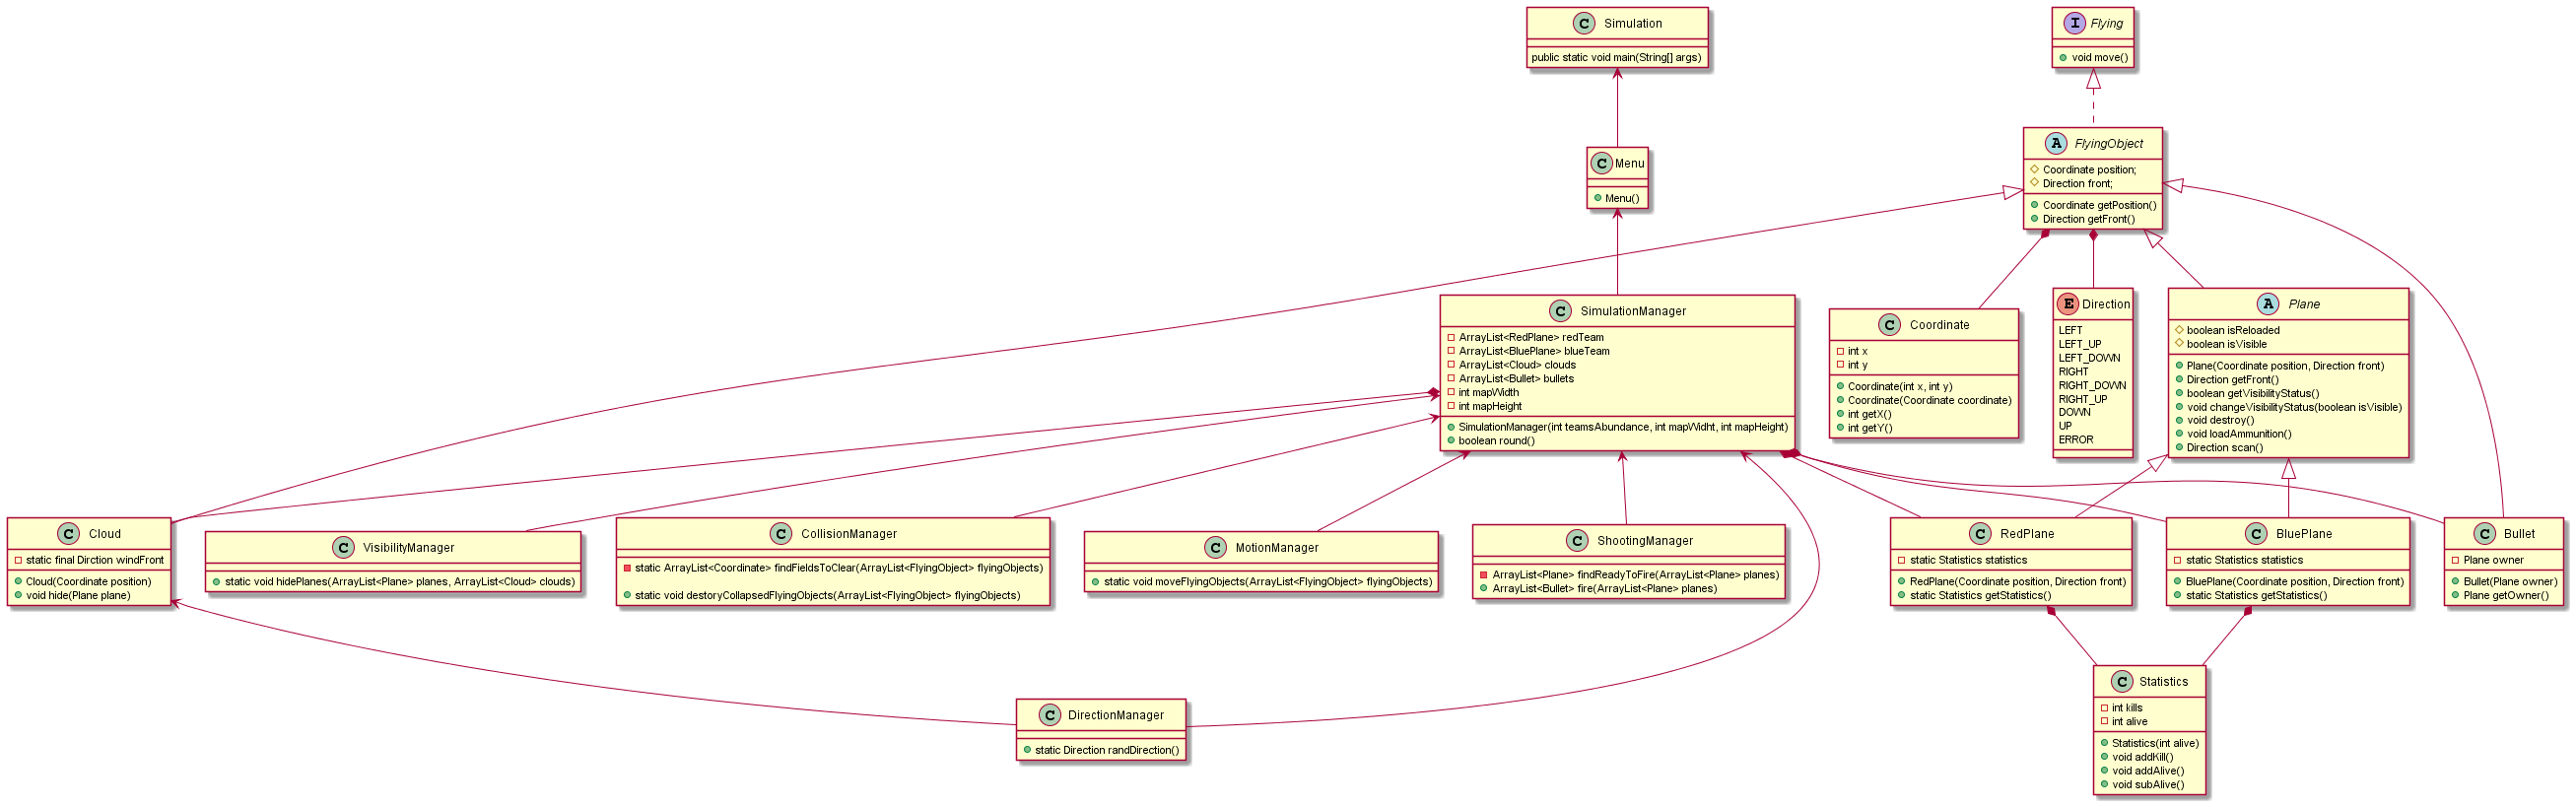 C Simulation
public static void main(String[] args)
I Flying
void move()
C Menu
Menu()
A FlyingObject
Coordinate position;
Direction front;
Coordinate getPosition()
Direction getFront()
C SimulationManager
ArrayList<RedPlane> redTeam
ArrayList<BluePlane> blueTeam
ArrayList<Cloud> clouds
ArrayList<Bullet> bullets
int mapWidth
int mapHeight
SimulationManager(int teamsAbundance, int mapWidht, int mapHeight)
boolean round()
C Coordinate
int x
int y
Coordinate(int x, int y)
Coordinate(Coordinate coordinate)
int getX()
int getY()
E Direction
LEFT
LEFT_UP
LEFT_DOWN
RIGHT
RIGHT_DOWN
RIGHT_UP
DOWN
UP
ERROR
A Plane
boolean isReloaded
boolean isVisible
Plane(Coordinate position, Direction front)
Direction getFront()
boolean getVisibilityStatus()
void changeVisibilityStatus(boolean isVisible)
void destroy()
void loadAmmunition()
Direction scan()
C Cloud
static final Dirction windFront
Cloud(Coordinate position)
void hide(Plane plane)
C VisibilityManager
static void hidePlanes(ArrayList<Plane> planes, ArrayList<Cloud> clouds)
C CollisionManager
static ArrayList<Coordinate> findFieldsToClear(ArrayList<FlyingObject> flyingObjects)
static void destoryCollapsedFlyingObjects(ArrayList<FlyingObject> flyingObjects)
C MotionManager
static void moveFlyingObjects(ArrayList<FlyingObject> flyingObjects)
C ShootingManager
ArrayList<Plane> findReadyToFire(ArrayList<Plane> planes)
ArrayList<Bullet> fire(ArrayList<Plane> planes)
C RedPlane
static Statistics statistics
RedPlane(Coordinate position, Direction front)
static Statistics getStatistics()
C BluePlane
static Statistics statistics
BluePlane(Coordinate position, Direction front)
static Statistics getStatistics()
C Bullet
Plane owner
Bullet(Plane owner)
Plane getOwner()
C DirectionManager
static Direction randDirection()
C Statistics
int kills
int alive
Statistics(int alive)
void addKill()
void addAlive()
void subAlive()